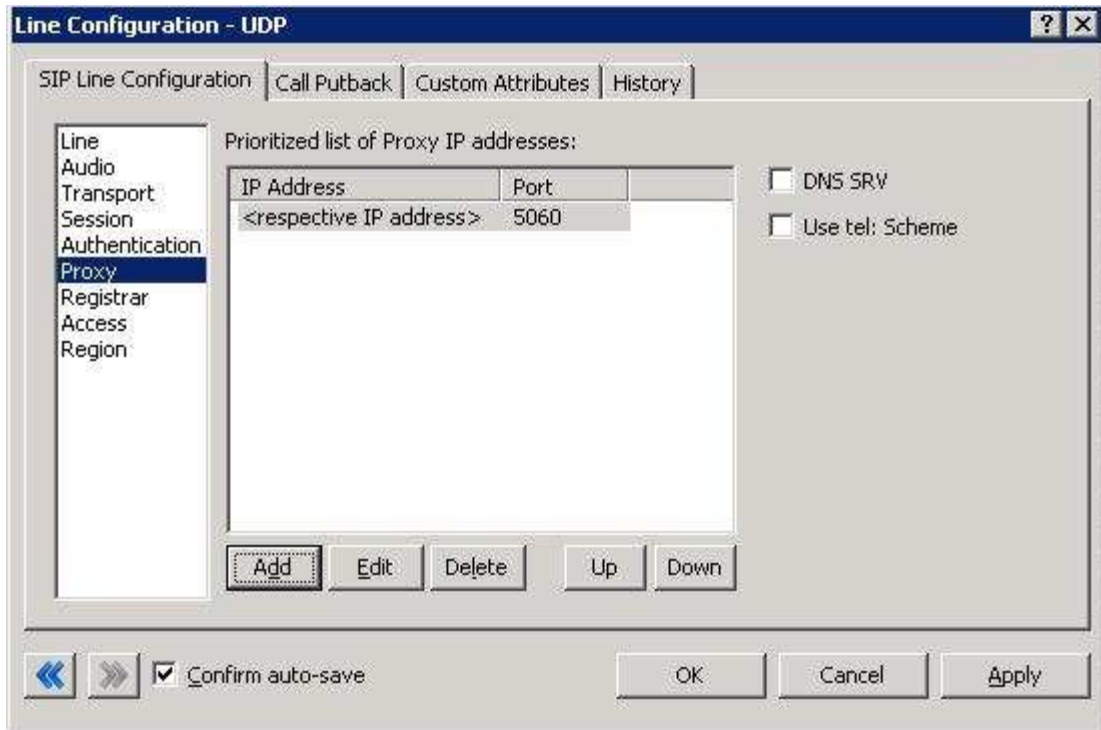 Line Configuration - UDP
SIP Line Configuration
Call Putback
Custom Attributes
History
Line
Audio
Transport
Session
Authentication
Proxy
Registrar
Access
Region
Prioritized list of Proxy IP addresses:
IP Address Port
<respective IP address> 5060
DNS SRV
Use tel: Scheme
Add
Edit
Delete
Up
Down
Confirm auto-save
OK
Cancel
Apply